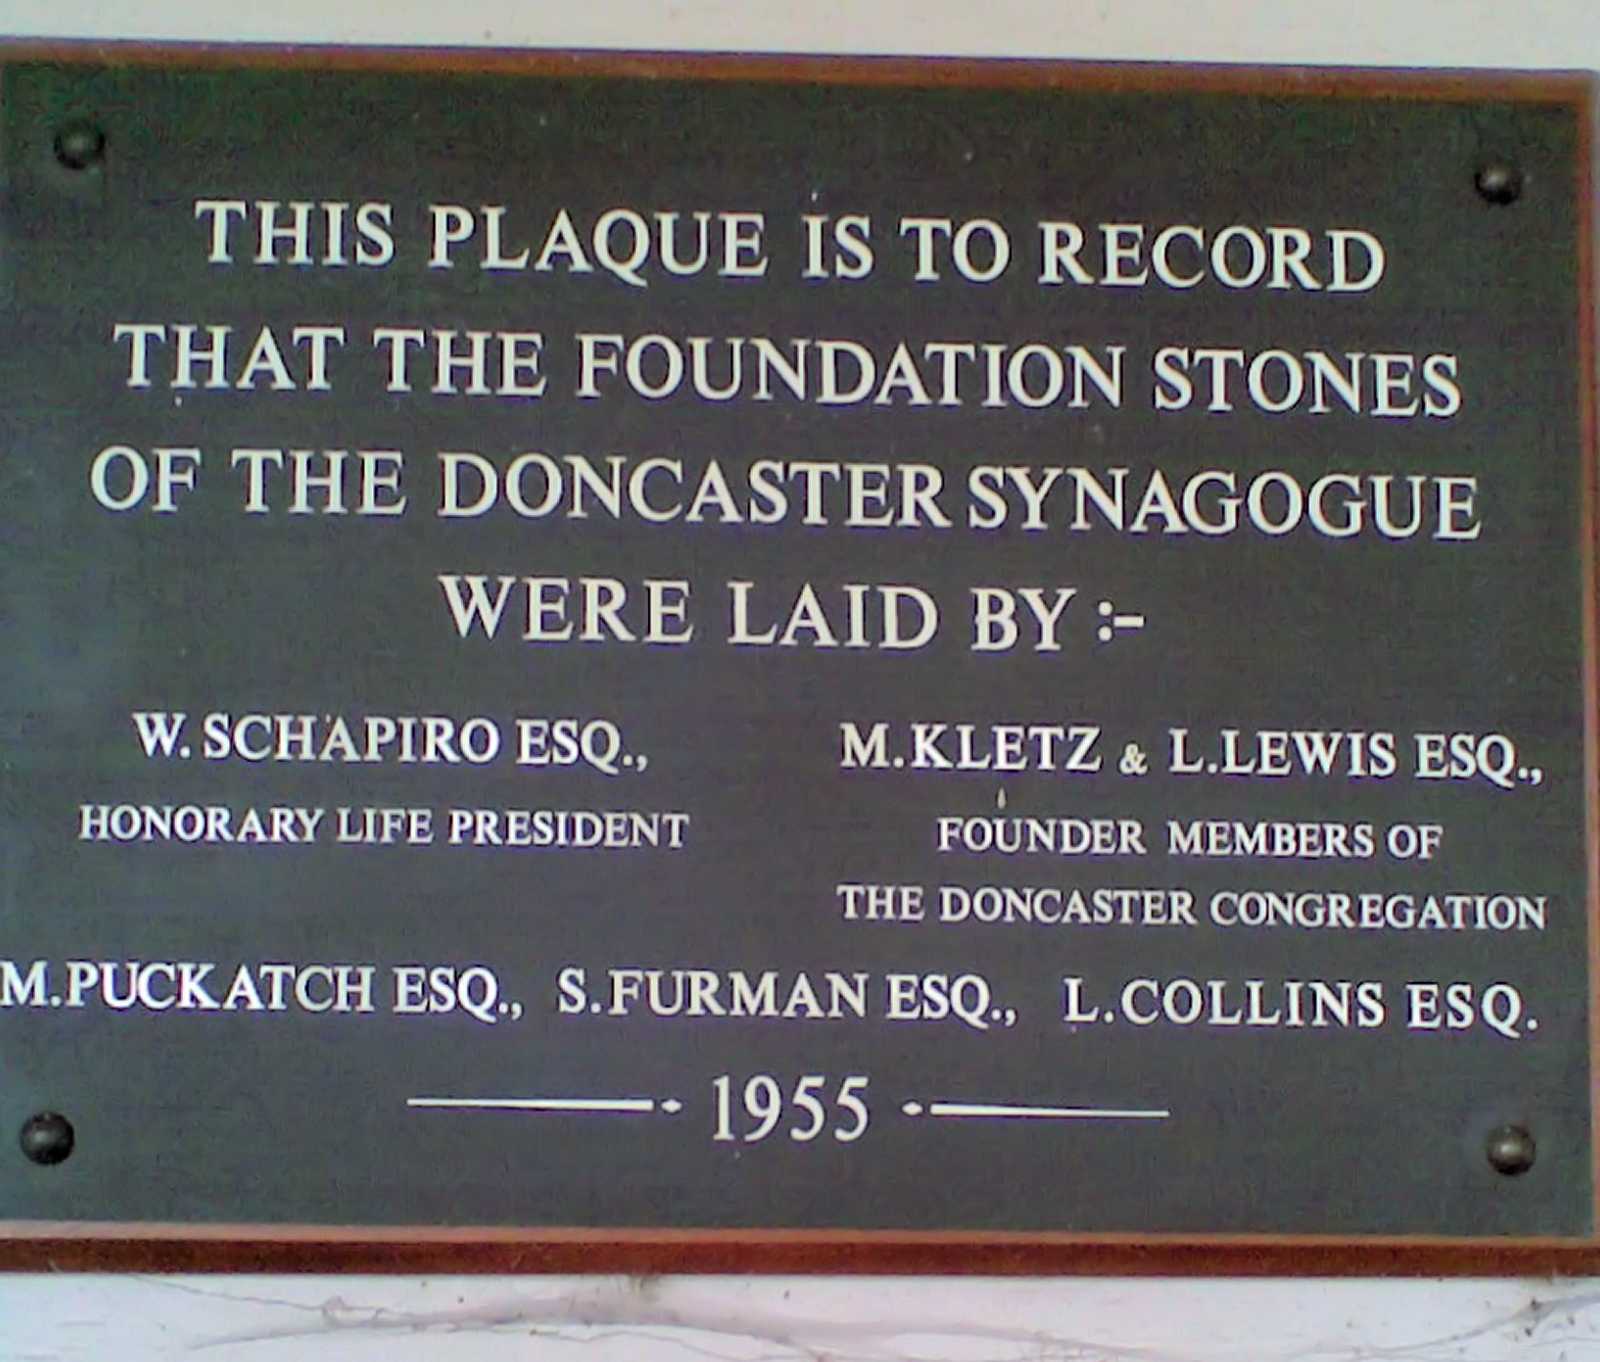 THIS PLAQUE IS TO RECORD
THAT THE FOUNDATION STONES
OF THE DONCASTER SYNAGOGUE
WERE LAID BY :-
W. SCHAPIRO ESQ.,
HONORARY LIFE PRESIDENT
M. KLETZ & L. LEWIS ESQ.,
FOUNDER MEMBERS OF
THE DONCASTER CONGREGATION
M. PUCKATCH ESQ., S. FURMAN ESQ., L. COLLINS ESQ.
1955